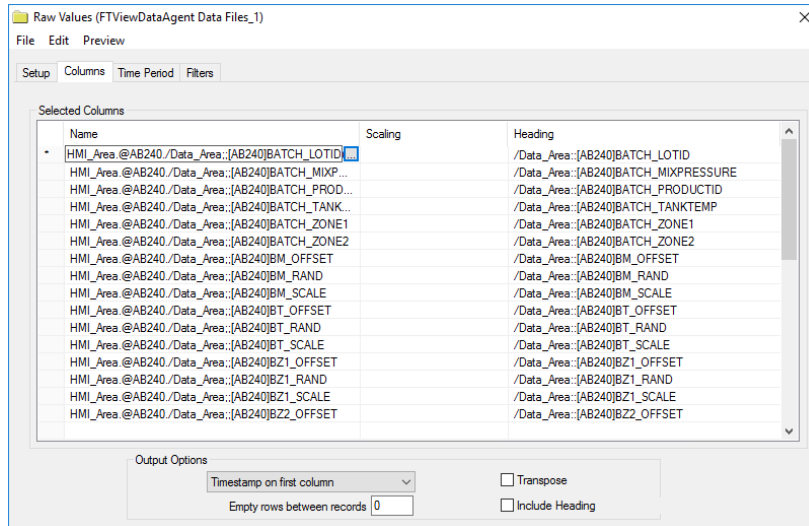 Raw Values (FTViewDataAgent Data Files_1)
File Edit Preview
Setup Columns Time Period Filters
Selected Columns
Name Scaling Heading
* HMI_Area.@AB240./Data_Area;;[AB240]BATCH_LOTID ... /Data_Area::[AB240]BATCH_LOTID
HMI_Area.@AB240./Data_Area;;[AB240]BATCH_MIXP... /Data_Area::[AB240]BATCH_MIXPRESSURE
HMI_Area.@AB240./Data_Area;;[AB240]BATCH_PROD... /Data_Area::[AB240]BATCH_PRODUCTID
HMI_Area.@AB240./Data_Area;;[AB240]BATCH_TANK... /Data_Area::[AB240]BATCH_TANKTEMP
HMI_Area.@AB240./Data_Area;;[AB240]BATCH_ZONE1 /Data_Area::[AB240]BATCH_ZONE1
HMI_Area.@AB240./Data_Area;;[AB240]BATCH_ZONE2 /Data_Area::[AB240]BATCH_ZONE2
HMI_Area.@AB240./Data_Area;;[AB240]BM_OFFSET /Data_Area::[AB240]BM_OFFSET
HMI_Area.@AB240./Data_Area;;[AB240]BM_RAND /Data_Area::[AB240]BM_RAND
HMI_Area.@AB240./Data_Area;;[AB240]BM_SCALE /Data_Area::[AB240]BM_SCALE
HMI_Area.@AB240./Data_Area;;[AB240]BT_OFFSET /Data_Area::[AB240]BT_OFFSET
HMI_Area.@AB240./Data_Area;;[AB240]BT_RAND /Data_Area::[AB240]BT_RAND
HMI_Area.@AB240./Data_Area;;[AB240]BT_SCALE /Data_Area::[AB240]BT_SCALE
HMI_Area.@AB240./Data_Area;;[AB240]BZ1_OFFSET /Data_Area::[AB240]BZ1_OFFSET
HMI_Area.@AB240./Data_Area;;[AB240]BZ1_RAND /Data_Area::[AB240]BZ1_RAND
HMI_Area.@AB240./Data_Area;;[AB240]BZ1_SCALE /Data_Area::[AB240]BZ1_SCALE
HMI_Area.@AB240./Data_Area;;[AB240]BZ2_OFFSET /Data_Area::[AB240]BZ2_OFFSET
Output Options
Timestamp on first column Transpose
Empty rows between records 0 Include Heading